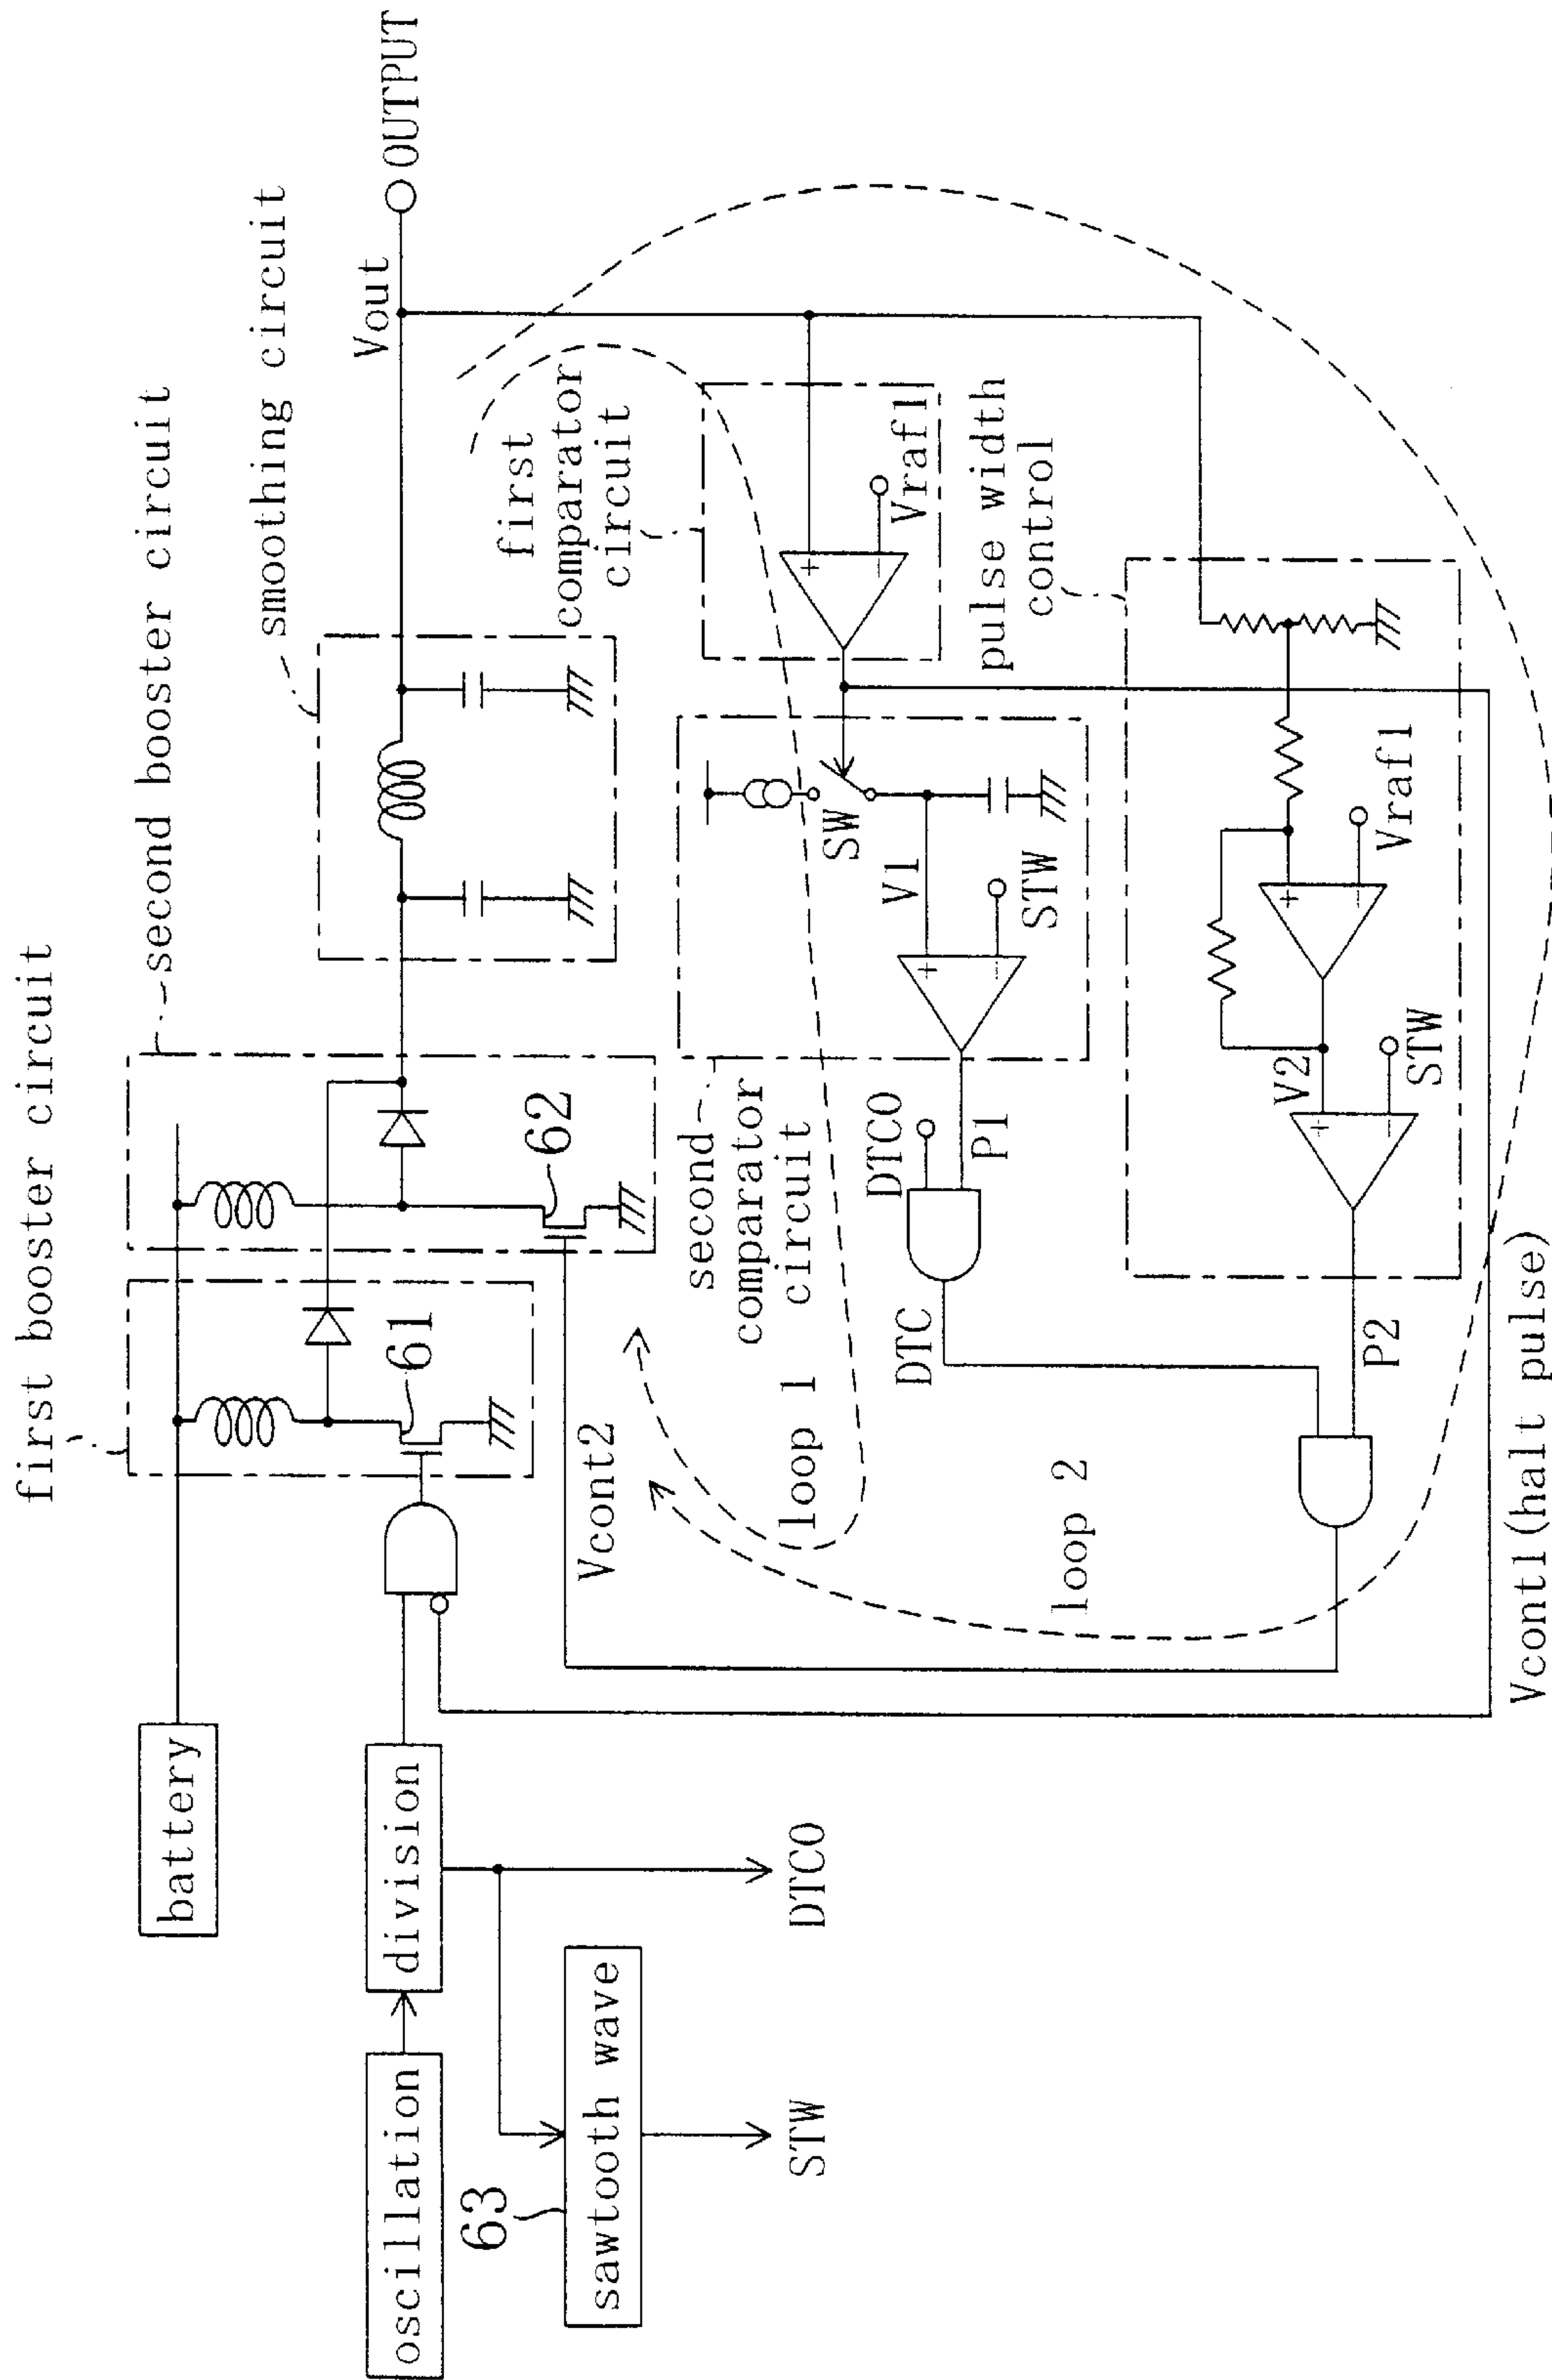 first booster circuit
second booster circuit
smoothing circuit
battery
61
62
Vout
OUTPUT
oscillation
division
63
sawtooth wave
STW
DTCO
Vcont2
loop 1
loop 2
first
comparator
circuit
Vraf1
second
comparator
circuit
SW
V1
STW
DTCO
P1
DTC
pulse width
control
Vraf1
V2
STW
P2
Vcont1(halt pulse)